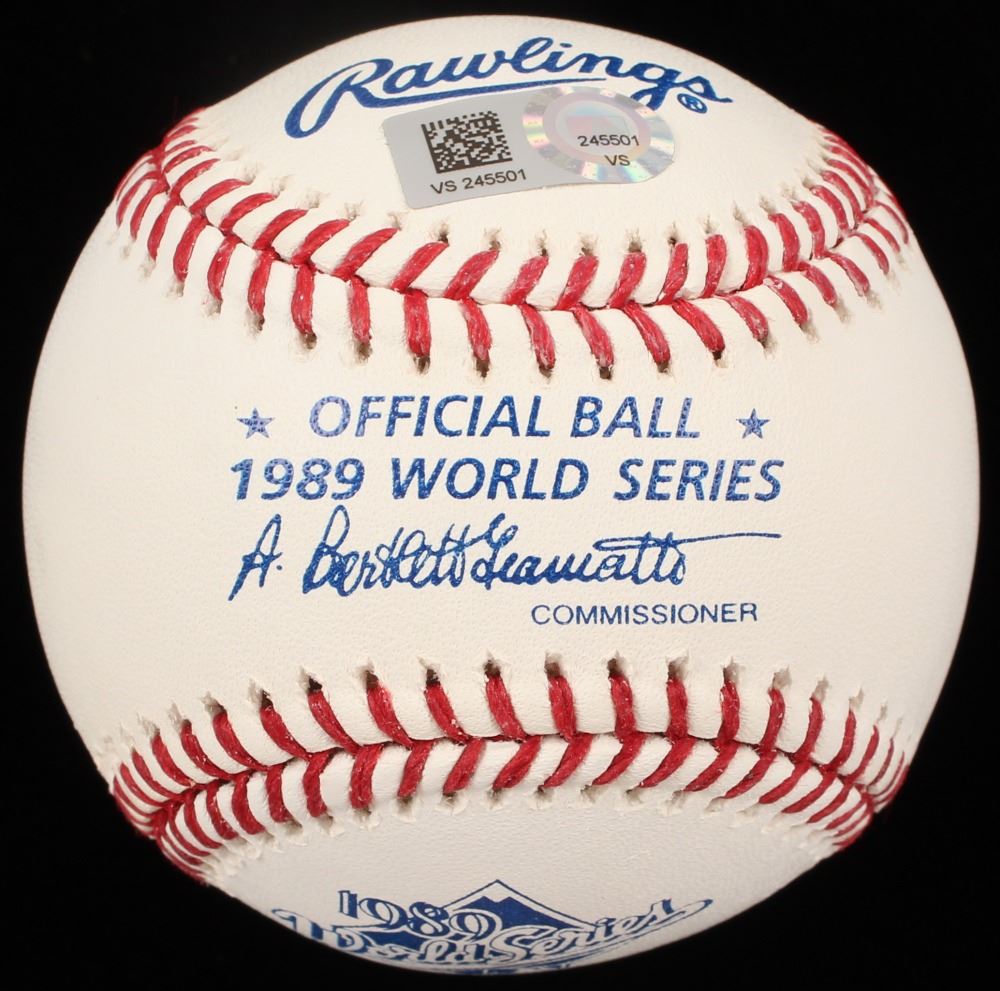 Rawlings®
245501
VS
VS 245501
OFFICIAL BALL
1989 WORLD SERIES
A. Bartlett Giamatti
COMMISSIONER
1989
World Series